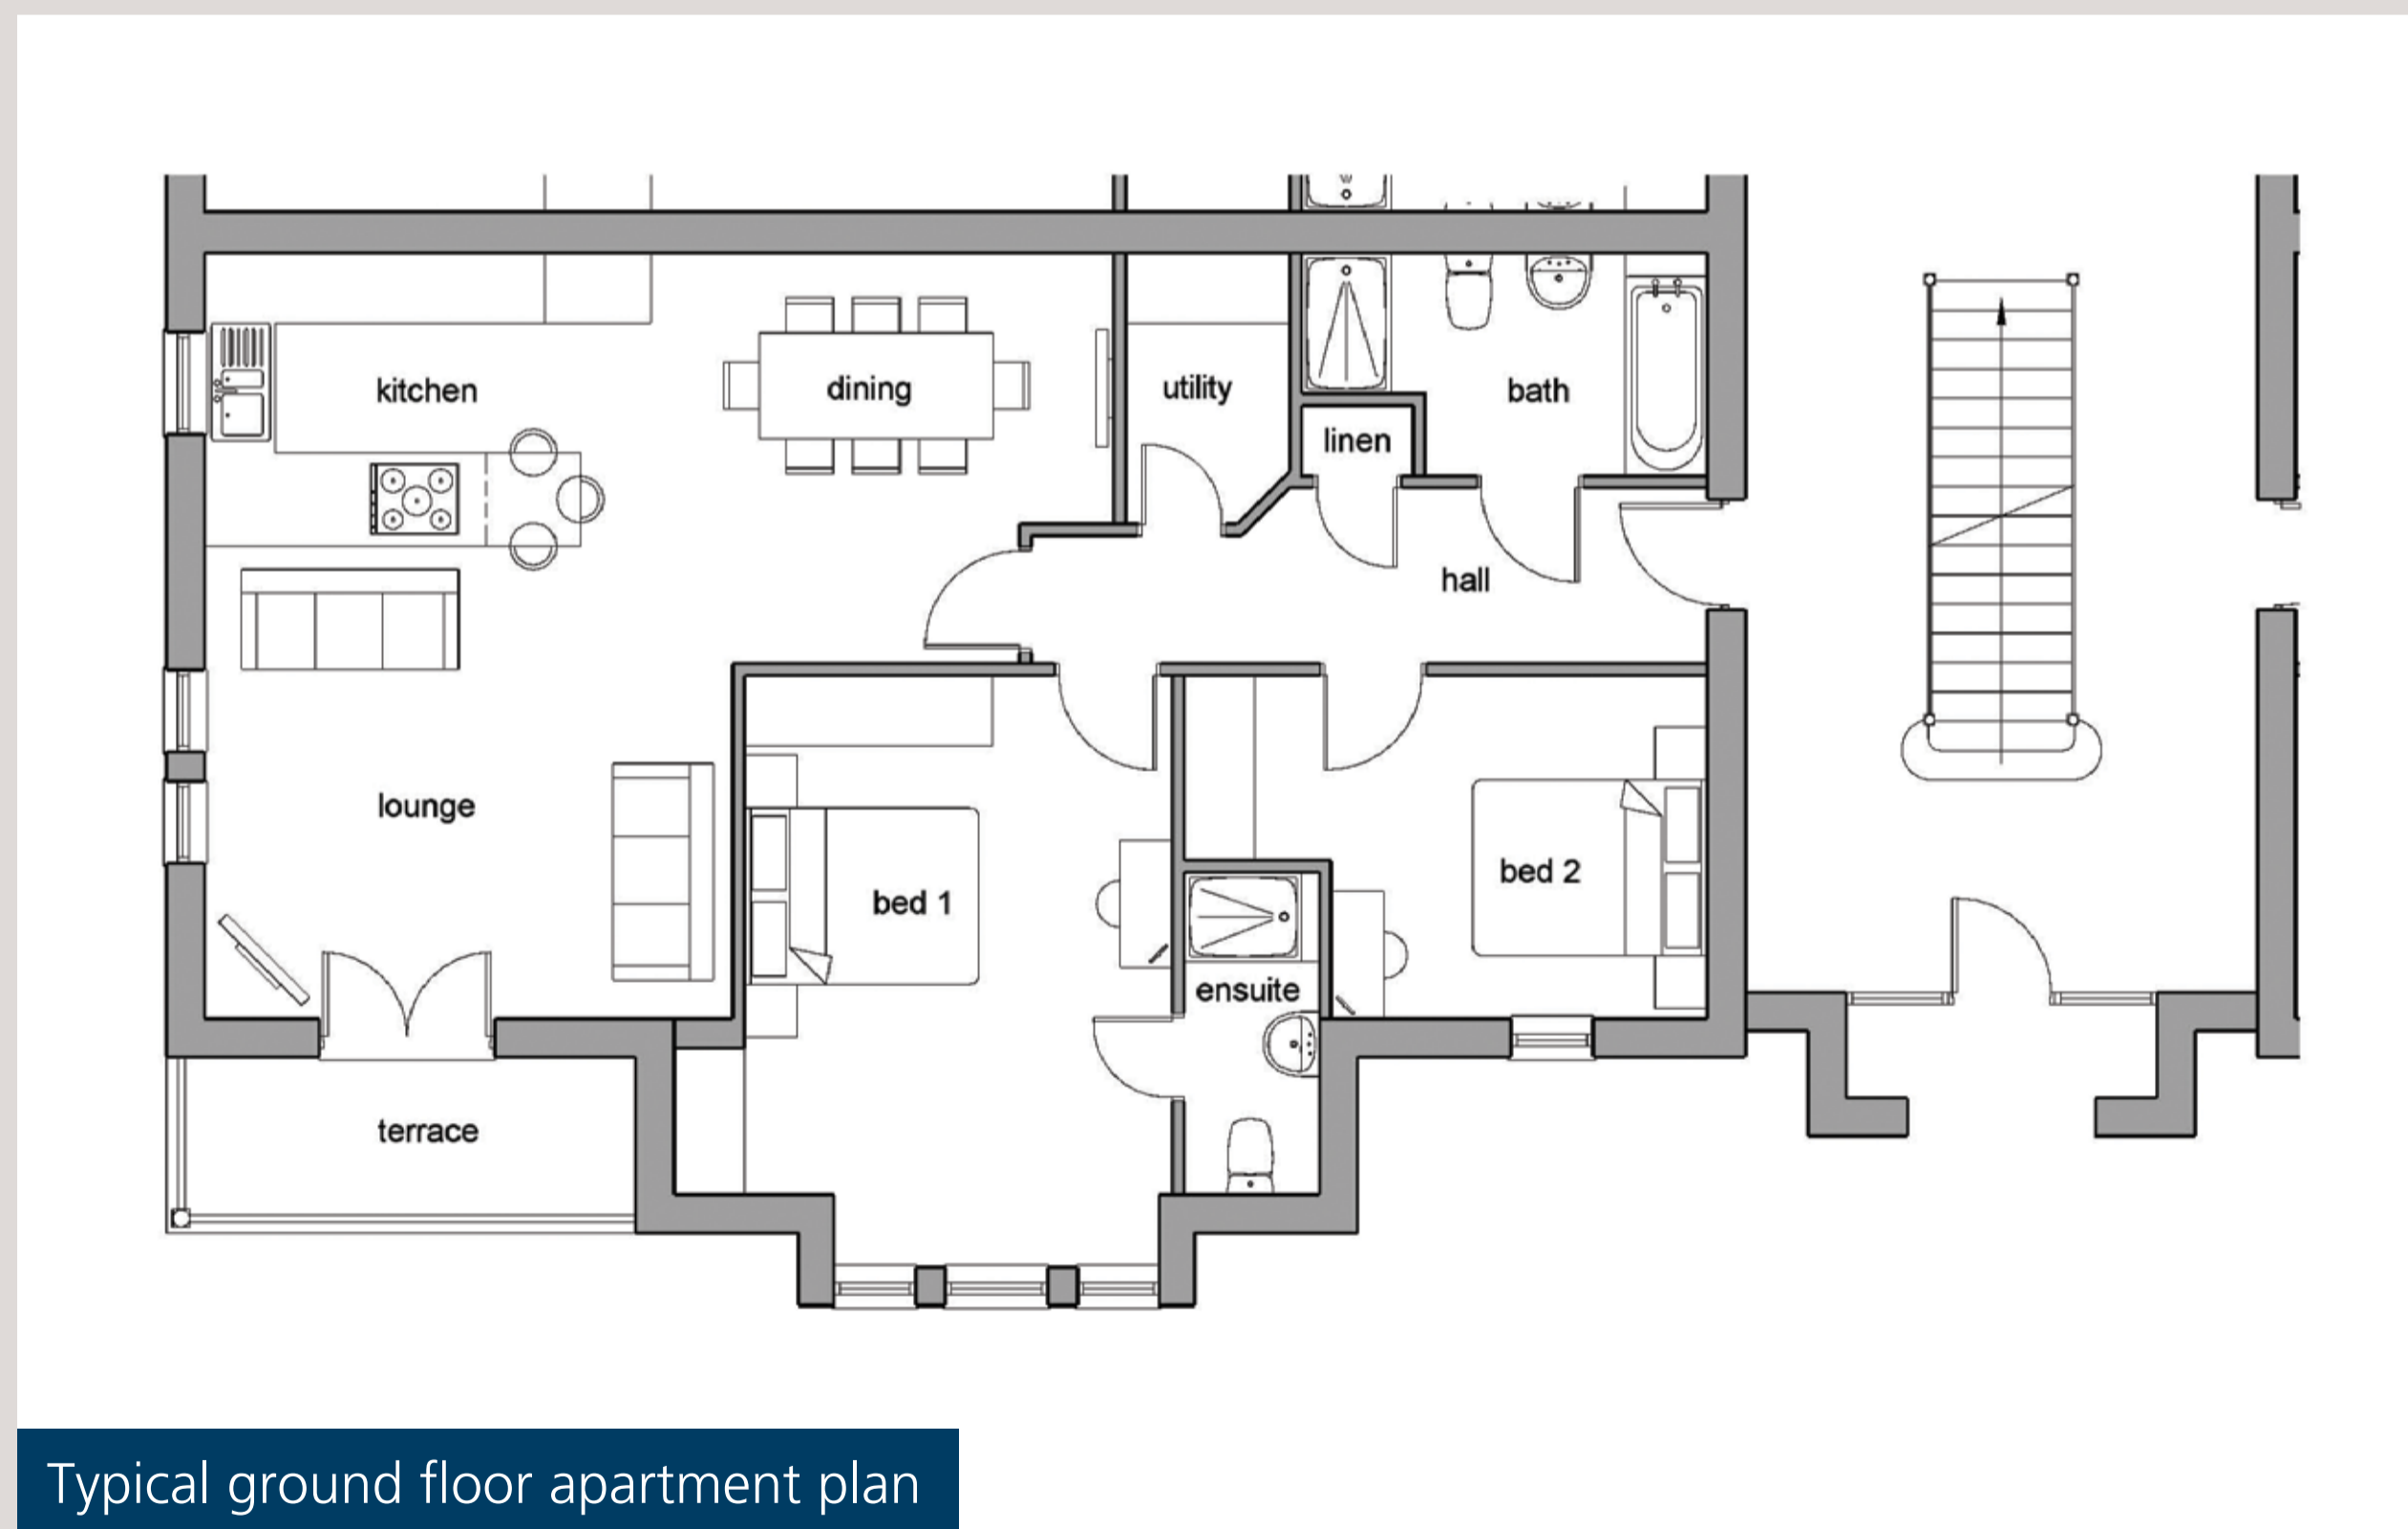 kitchen
dining
utility
bath
linen
hall
lounge
bed 1
bed 2
ensuite
terrace
Typical ground floor apartment plan